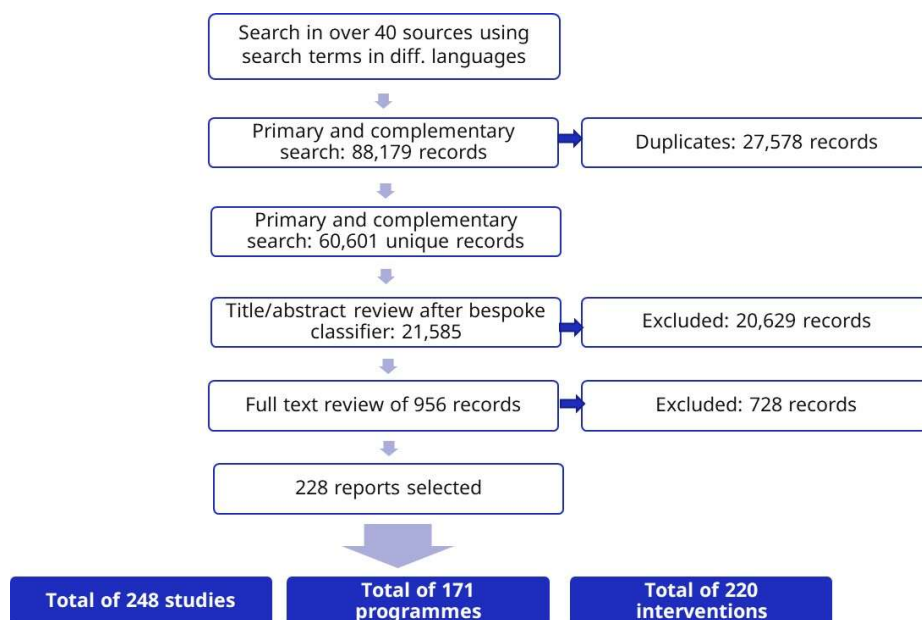 Search in over 40 sources using
search terms in diff. languages
Primary and complementary
search: 88,179 records
Duplicates: 27,578 records
Primary and complementary
search: 60,601 unique records
Title/abstract review after bespoke
classifier: 21,585
Excluded: 20,629 records
Full text review of 956 records
Excluded: 728 records
228 reports selected
Total of 248 studies
Total of 171
programmes
Total of 220
interventions